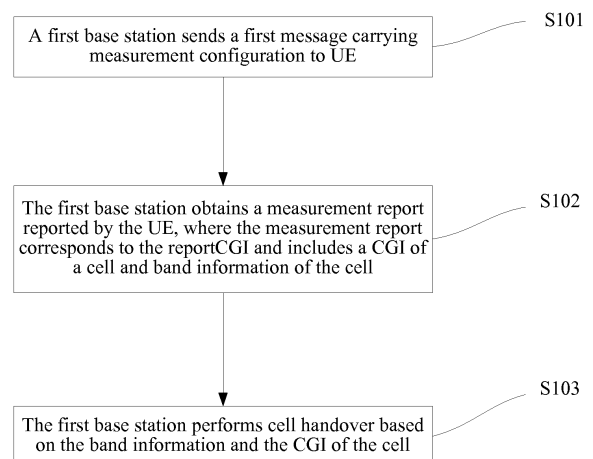 S101
A first base station sends a first message carrying
measurement configuration to UE
S102
The first base station obtains a measurement report
reported by the UE, where the measurement report
corresponds to the reportCGI and includes a CGI of
a cell and band information of the cell
S103
The first base station performs cell handover based
on the band information and the CGI of the cell